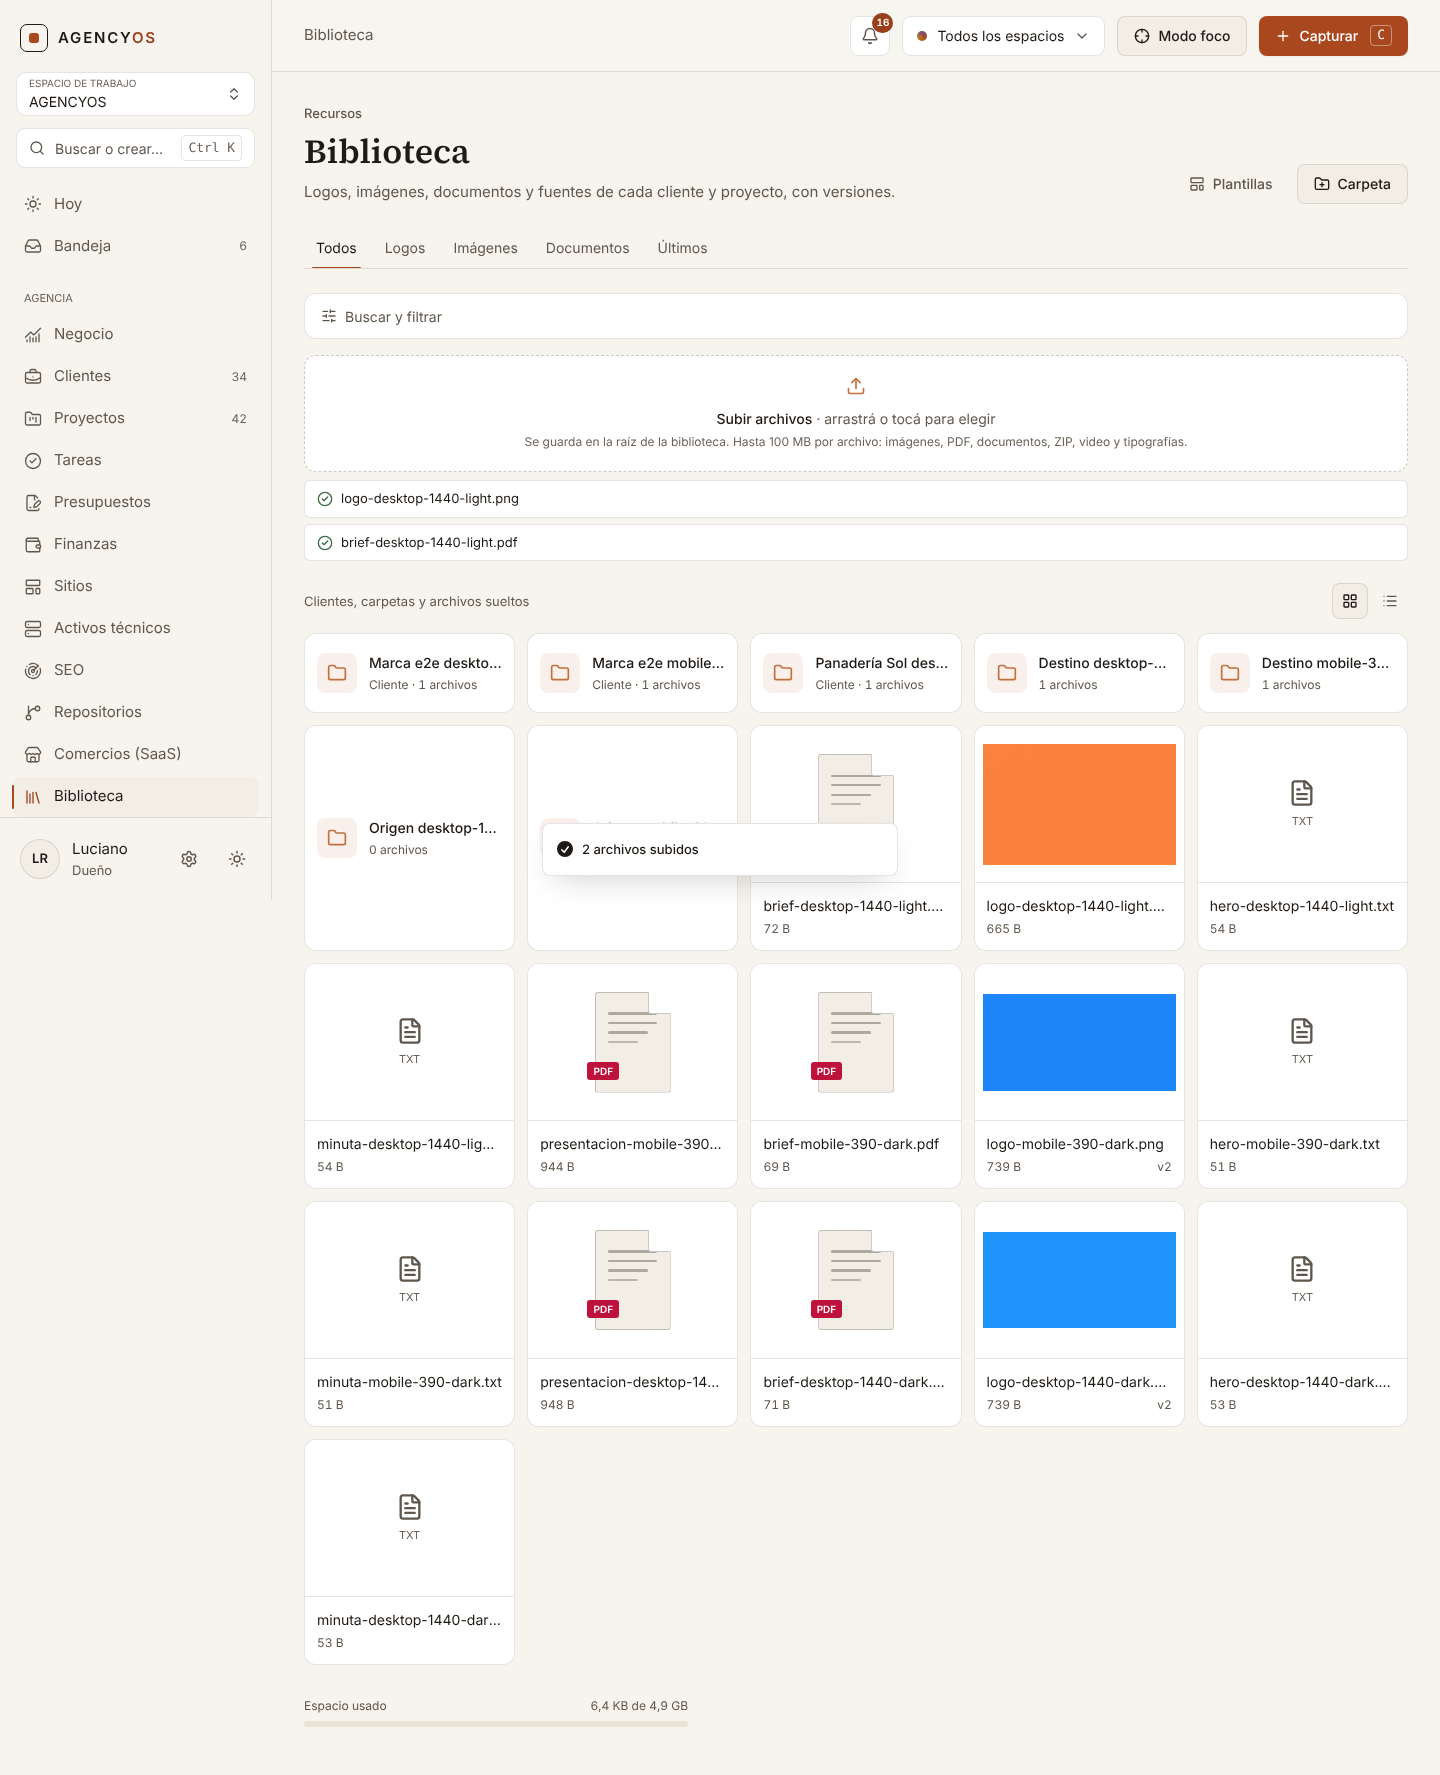 AGENCYOS
ESPACIO DE TRABAJO
AGENCYOS
Buscar o crear...
Ctrl K
Hoy
Bandeja
6
AGENCIA
Negocio
Clientes
34
Proyectos
42
Tareas
Presupuestos
Finanzas
Sitios
Activos técnicos
SEO
Repositorios
Comercios (SaaS)
Biblioteca
LR
Luciano
Dueño
Biblioteca
16
Todos los espacios
Modo foco
Capturar
C
Recursos
Biblioteca
Logos, imágenes, documentos y fuentes de cada cliente y proyecto, con versiones.
Plantillas
Carpeta
Todos
Logos
Imágenes
Documentos
Últimos
Buscar y filtrar
Subir archivos · arrastrá o tocá para elegir
Se guarda en la raíz de la biblioteca. Hasta 100 MB por archivo: imágenes, PDF, documentos, ZIP, video y tipografías.
logo-desktop-1440-light.png
brief-desktop-1440-light.pdf
Clientes, carpetas y archivos sueltos
Marca e2e deskto...
Cliente · 1 archivos
Marca e2e mobile...
Cliente · 1 archivos
Panadería Sol des...
Cliente · 1 archivos
Destino desktop-...
1 archivos
Destino mobile-3...
1 archivos
Origen desktop-1...
0 archivos
2 archivos subidos
brief-desktop-1440-light....
72 B
logo-desktop-1440-light....
665 B
TXT
hero-desktop-1440-light.txt
54 B
TXT
minuta-desktop-1440-lig...
54 B
PDF
presentacion-mobile-390...
944 B
PDF
brief-mobile-390-dark.pdf
69 B
logo-mobile-390-dark.png
739 B
v2
TXT
hero-mobile-390-dark.txt
51 B
TXT
minuta-mobile-390-dark.txt
51 B
PDF
presentacion-desktop-14...
948 B
PDF
brief-desktop-1440-dark....
71 B
logo-desktop-1440-dark....
739 B
v2
TXT
hero-desktop-1440-dark....
53 B
TXT
minuta-desktop-1440-dar...
53 B
Espacio usado
6,4 KB de 4,9 GB